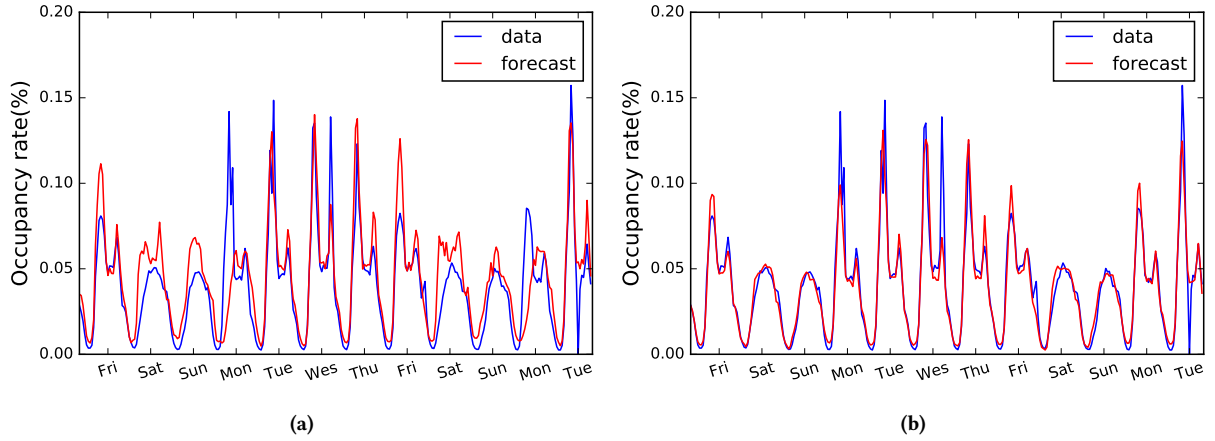 0.20
0.15
0.10
0.05
0.00
Occupancy rate(%)
data
forecast
Fri Sat Sun Mon Tue Wes Thu Fri Sat Sun Mon Tue
(a)
0.20
0.15
0.10
0.05
0.00
Occupancy rate(%)
data
forecast
Fri Sat Sun Mon Tue Wes Thu Fri Sat Sun Mon Tue
(b)